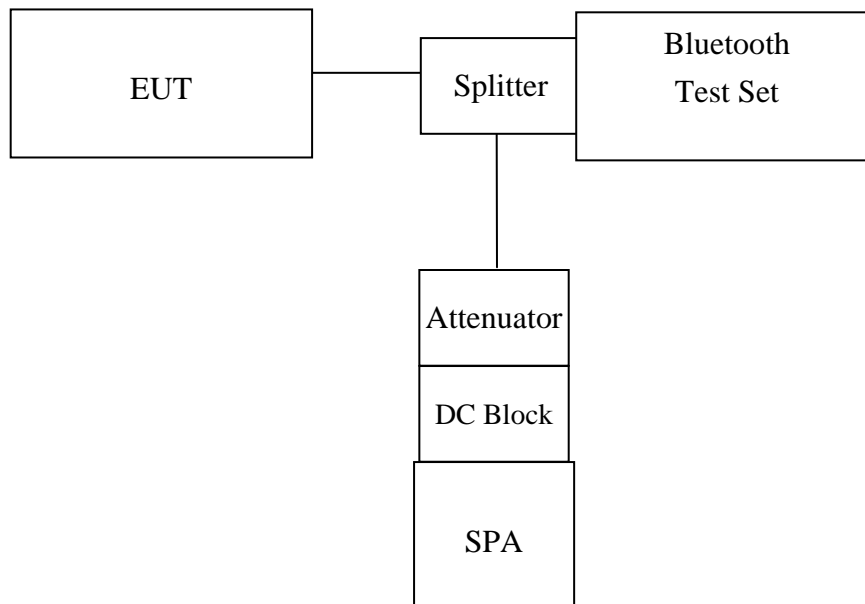 EUT
Splitter
Bluetooth
Test Set
Attenuator
DC Block
SPA